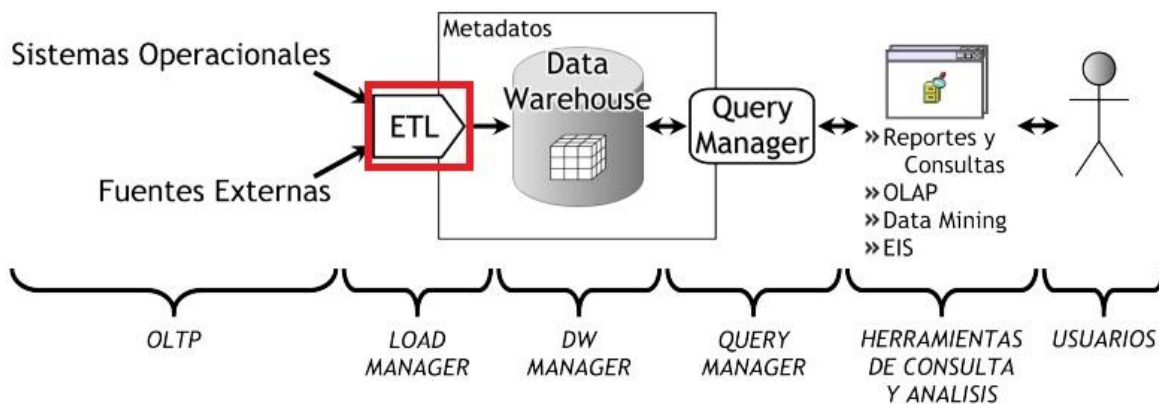 Metadatos
Sistemas Operacionales
Data
Warehouse
ETL
Query
Manager
Fuentes Externas
» Reportes y
Consultas
» OLAP
» Data Mining
» EIS
OLTP
LOAD
MANAGER
DW
MANAGER
QUERY
MANAGER
HERRAMIENTAS
DE CONSULTA
Y ANALISIS
USUARIOS